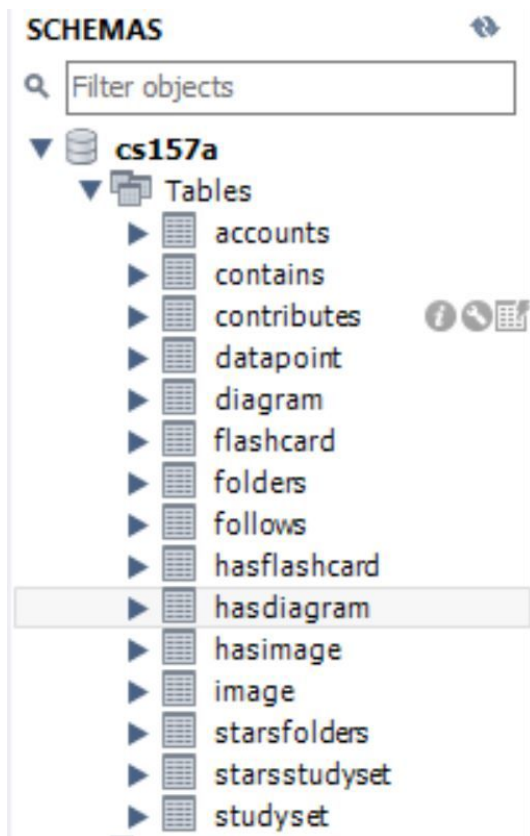 SCHEMAS
Filter objects
cs157a
Tables
accounts
contains
contributes
datapoint
diagram
flashcard
folders
follows
hasflashcard
hasdiagram
hasimage
image
starsfolders
starsstudyset
studyset